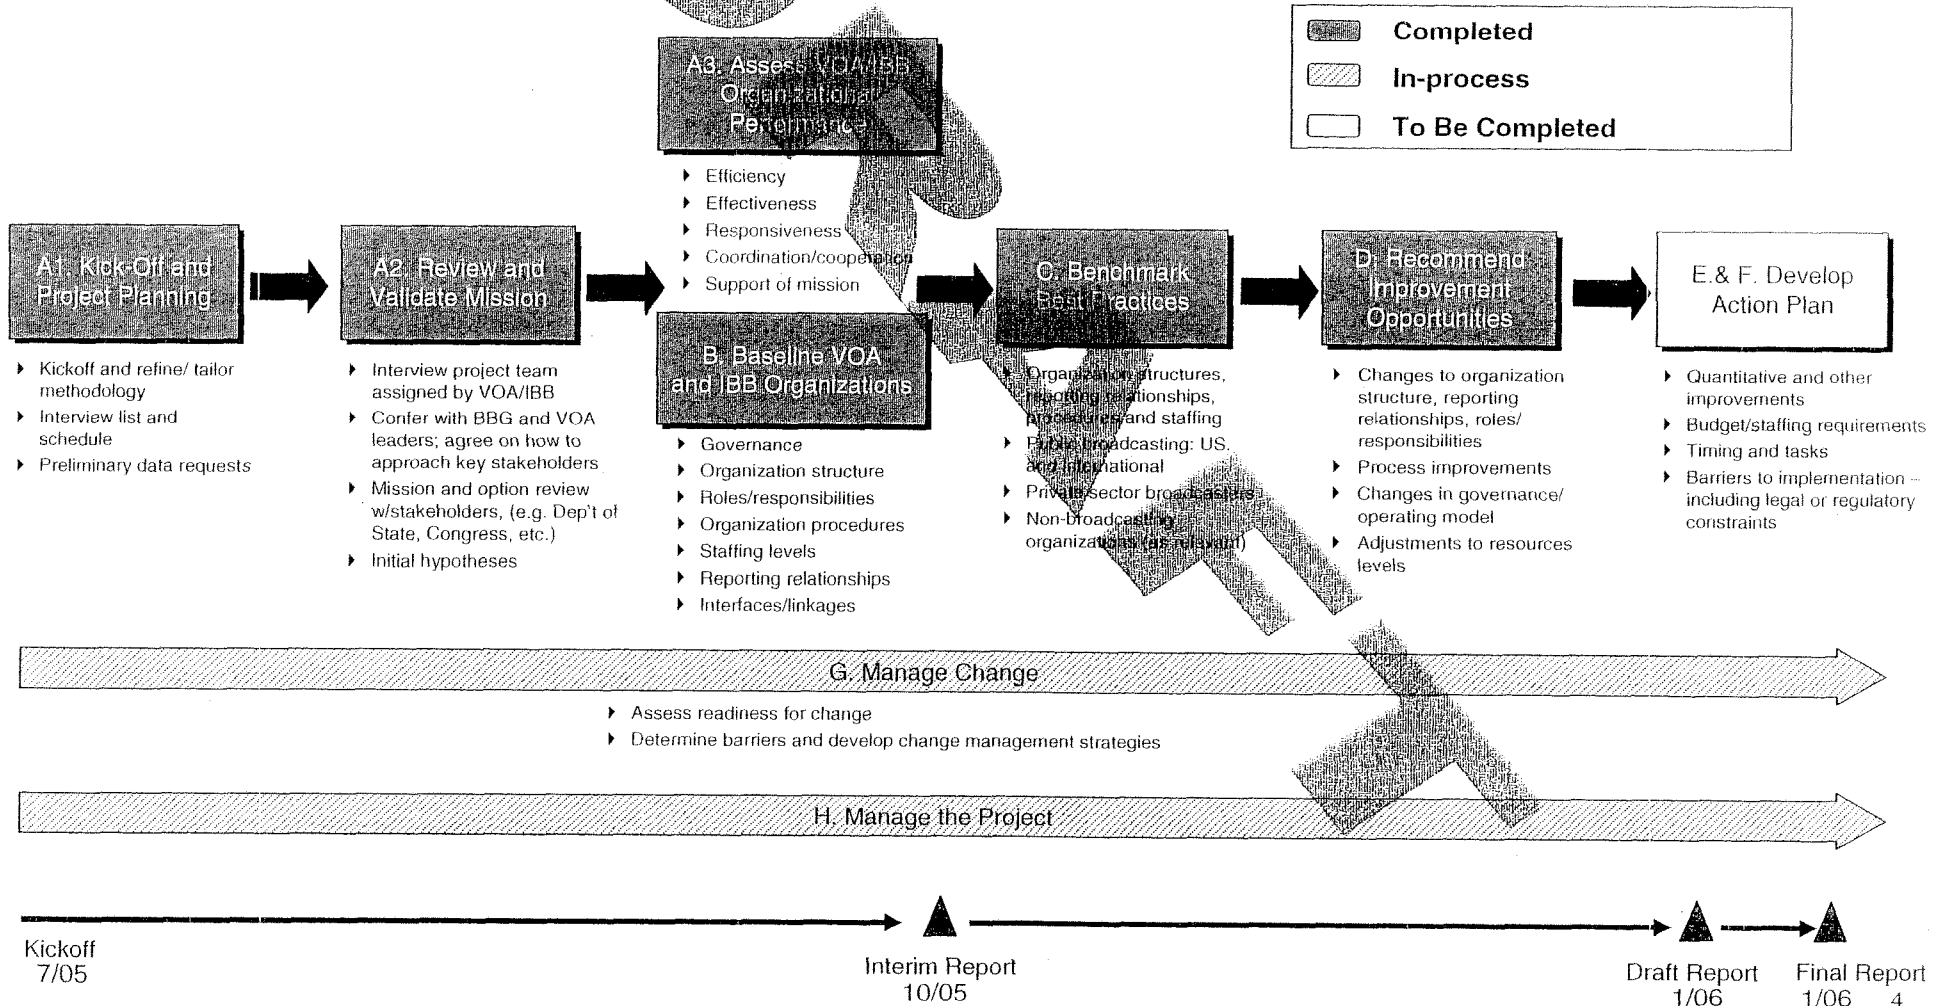 Completed
In-process
To Be Completed
A3. Assess VOA/IBB
Organizational
Performance
Efficiency
Effectiveness
Responsiveness
Coordination/cooperation
Support of mission
A1. Kick-Off and
Project Planning
Kickoff and refine/ tailor
methodology
Interview list and
schedule
Preliminary data requests
A2. Review and
Validate Mission
Interview project team
assigned by VOA/IBB
Confer with BBG and VOA
leaders; agree on how to
approach key stakeholders
Mission and option review
w/stakeholders, (e.g. Dep't of
State, Congress, etc.)
Initial hypotheses
B. Baseline VOA
and IBB Organizations
Governance
Organization structure
Roles/responsibilities
Organization procedures
Staffing levels
Reporting relationships
Interfaces/linkages
C. Benchmark
Best Practices
Organization structures,
reporting relationships,
procedures and staffing
Public broadcasting: US.
and international
Private sector broadcasters
Non-broadcasting
organizations (as relevant)
D. Recommend
Improvement
Opportunities
Changes to organization
structure, reporting
relationships, roles/
responsibilities
Process improvements
Changes in governance/
operating model
Adjustments to resources
levels
E.& F. Develop
Action Plan
Quantitative and other
improvements
Budget/staffing requirements
Timing and tasks
Barriers to implementation –
including legal or regulatory
constraints
G. Manage Change
Assess readiness for change
Determine barriers and develop change management strategies
H. Manage the Project
Kickoff
7/05
Interim Report
10/05
Draft Report
1/06
Final Report
1/06
4